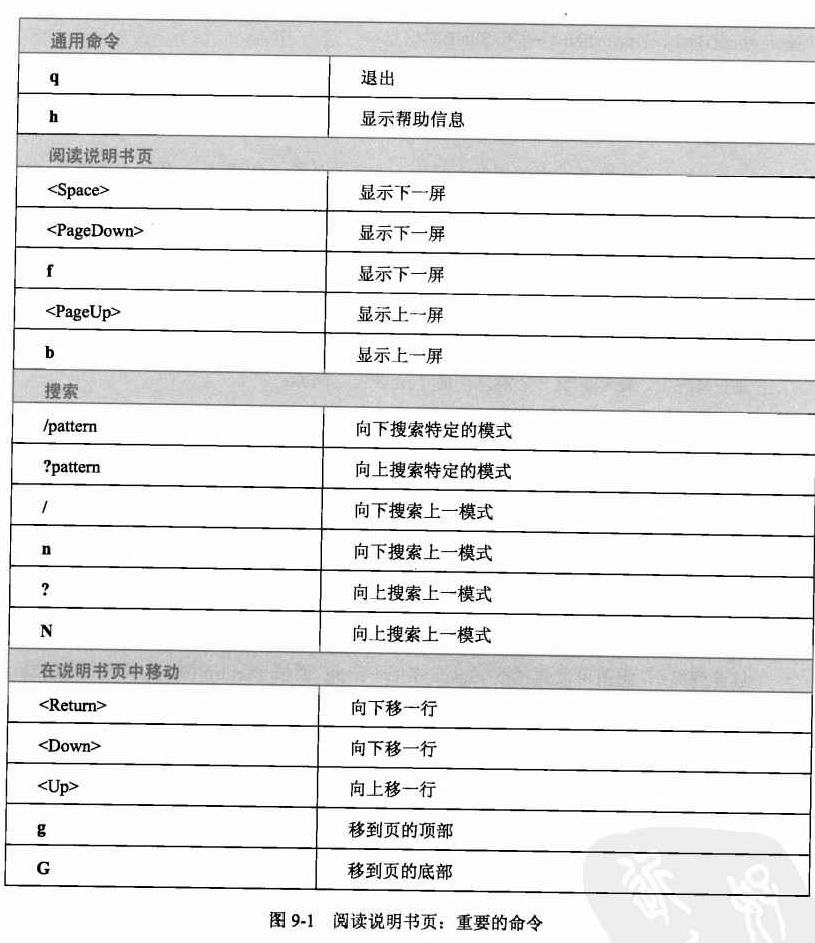 通用命令
q 退出
h 显示帮助信息
阅读说明书页
<Space> 显示下一屏
<PageDown> 显示下一屏
f 显示下一屏
<PageUp> 显示上一屏
b 显示上一屏
搜索
/pattern 向下搜索特定的模式
?pattern 向上搜索特定的模式
/ 向下搜索上一模式
n 向下搜索上一模式
? 向上搜索上一模式
N 向上搜索上一模式
在说明书页中移动
<Return> 向下移一行
<Down> 向下移一行
<Up> 向上移一行
g 移到页的顶部
G 移到页的底部
图 9-1 阅读说明书页：重要的命令